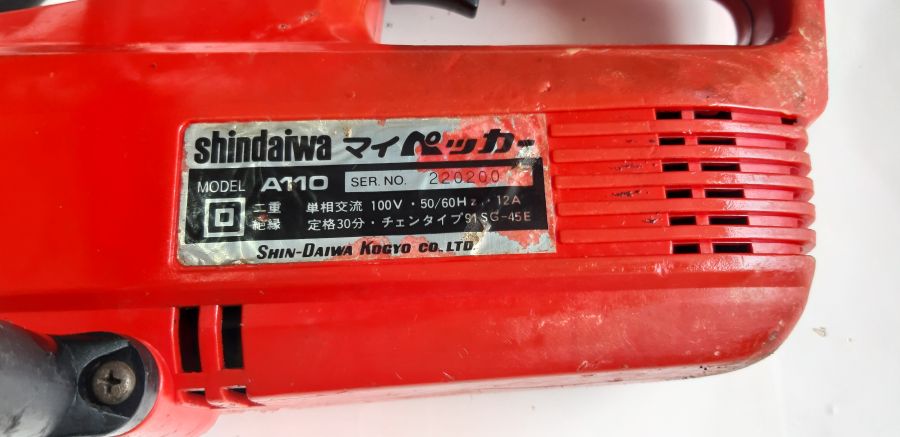 shindaiwa マイペッカー
MODEL A110 SER. NO. 220200
二重 単相交流 100V・50/60Hz・12A
絶縁 定格30分・チェンタイプ91SG-45E
SHIN-DAIWA KOGYO CO., LTD